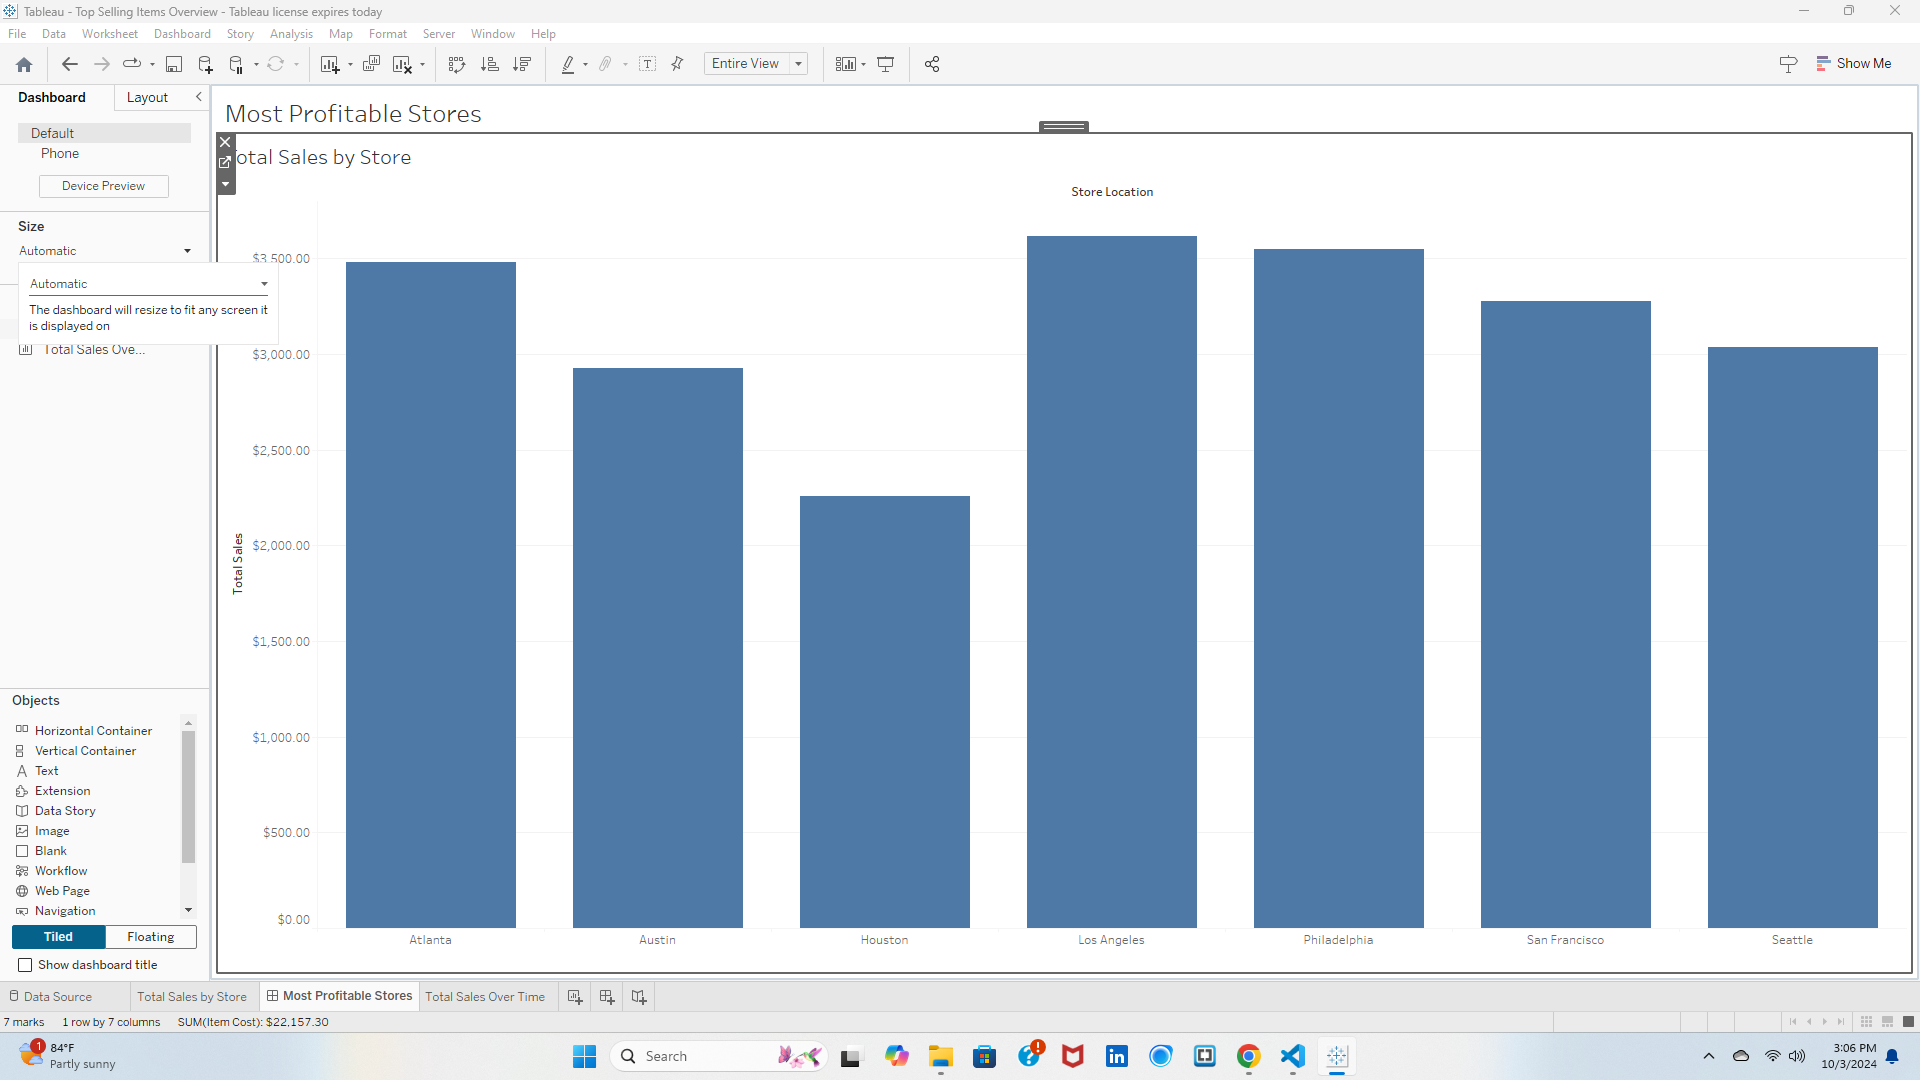 Tableau - Top Selling Items Overview - Tableau license expires today
File Data Worksheet Dashboard Story Analysis Map Format Server Window Help
Entire View
Show Me
Dashboard Layout
Default
Phone
Device Preview
Size
Automatic
Automatic
The dashboard will resize to fit any screen it
is displayed on
Total Sales Ove...
Objects
Horizontal Container
Vertical Container
Text
Extension
Data Story
Image
Blank
Workflow
Web Page
Navigation
Tiled Floating
Show dashboard title
Most Profitable Stores
Total Sales by Store
Store Location
Total Sales
$3,500.00
$3,000.00
$2,500.00
$2,000.00
$1,500.00
$1,000.00
$500.00
$0.00
Atlanta Austin Houston Los Angeles Philadelphia San Francisco Seattle
Data Source Total Sales by Store Most Profitable Stores Total Sales Over Time
7 marks 1 row by 7 columns SUM(Item Cost): $22,157.30
1
84°F
Partly sunny
Search
3:06 PM
10/3/2024